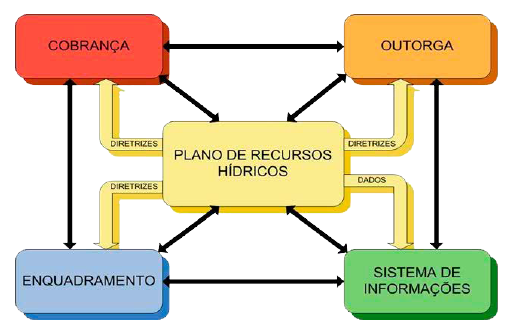 COBRANÇA
OUTORGA
DIRETRIZES
DIRETRIZES
PLANO DE RECURSOS
HÍDRICOS
DIRETRIZES
DADOS
ENQUADRAMENTO
SISTEMA DE
INFORMAÇÕES